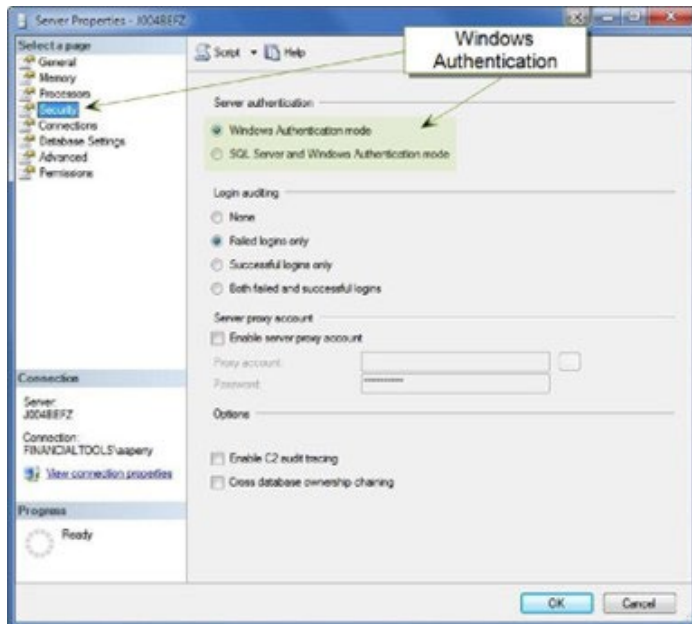 Server Properties - J004BEFZ
Windows
Authentication
Select a page
General
Memory
Processors
Security
Connections
Database Settings
Advanced
Permissions
Script
Help
Server authentication
Windows Authentication mode
SQL Server and Windows Authentication mode
Login auditing
None
Failed logins only
Successful logins only
Both failed and successful logins
Server proxy account
Enable server proxy account
Proxy account:
Password:
**********
Options
Enable C2 audit tracing
Cross database ownership chaining
Connection
Server:
J004BEFZ
Connection:
FINANCIALTOOLS\aaperry
View connection properties
Progress
Ready
OK
Cancel